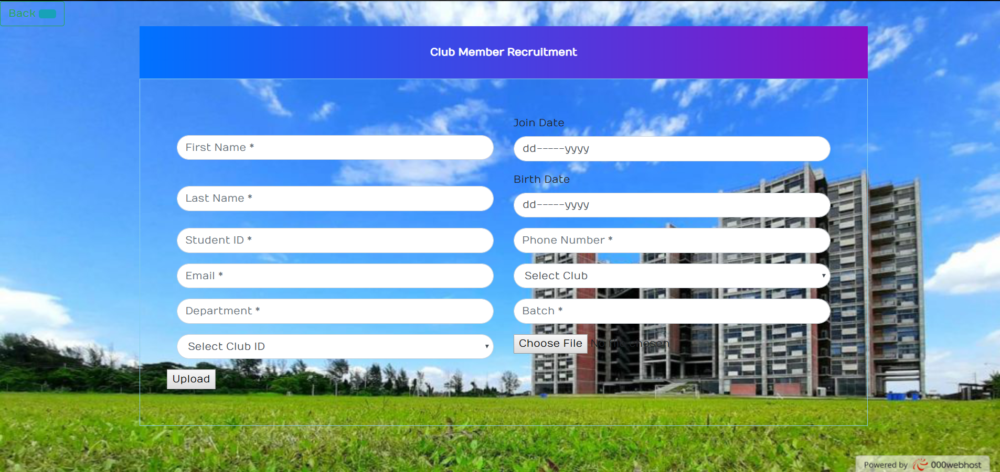 Back
Club Member Recruitment
Join Date
First Name *
dd-----yyyy
Birth Date
Last Name *
dd-----yyyy
Student ID *
Phone Number *
Email *
Select Club
Department *
Batch *
Select Club ID
Choose File No file chosen
Upload
Powered by 000webhost